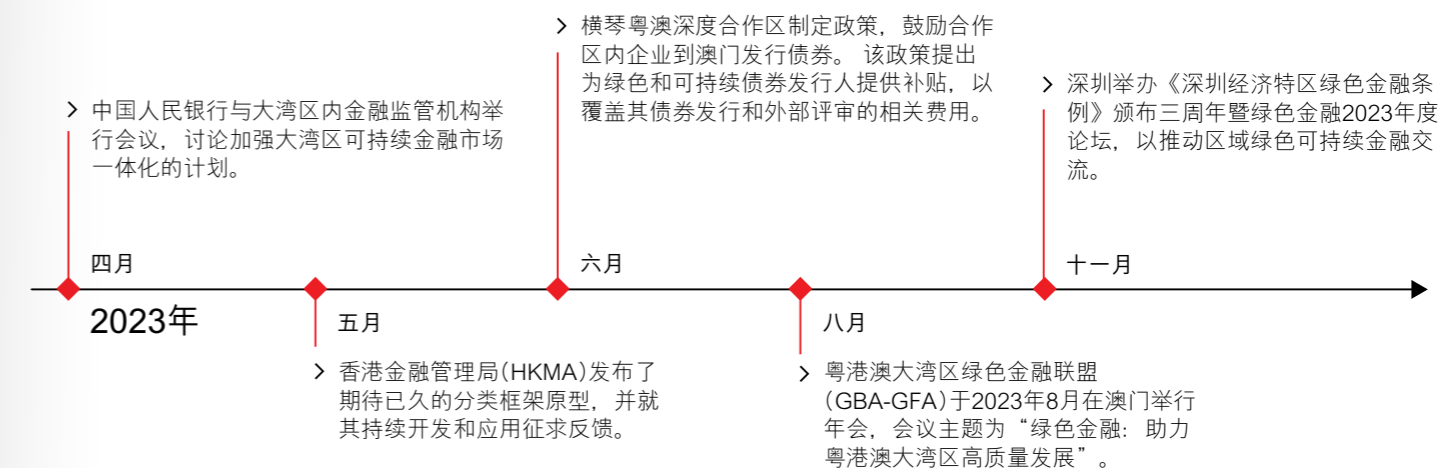 横琴粤澳深度合作区制定政策，鼓励合作
区内企业到澳门发行债券。 该政策提出
为绿色和可持续债券发行人提供补贴，以
覆盖其债券发行和外部评审的相关费用。
中国人民银行与大湾区内金融监管机构举
行会议，讨论加强大湾区可持续金融市场
一体化的计划。
深圳举办《深圳经济特区绿色金融条
例》颁布三周年暨绿色金融2023年度
论坛，以推动区域绿色可持续金融交
流。
四月
六月
十一月
2023年
五月
八月
香港金融管理局(HKMA)发布了
期待已久的分类框架原型，并就
其持续开发和应用征求反馈。
粤港澳大湾区绿色金融联盟
(GBA-GFA)于2023年8月在澳门举行
年会，会议主题为“绿色金融：助力
粤港澳大湾区高质量发展”。